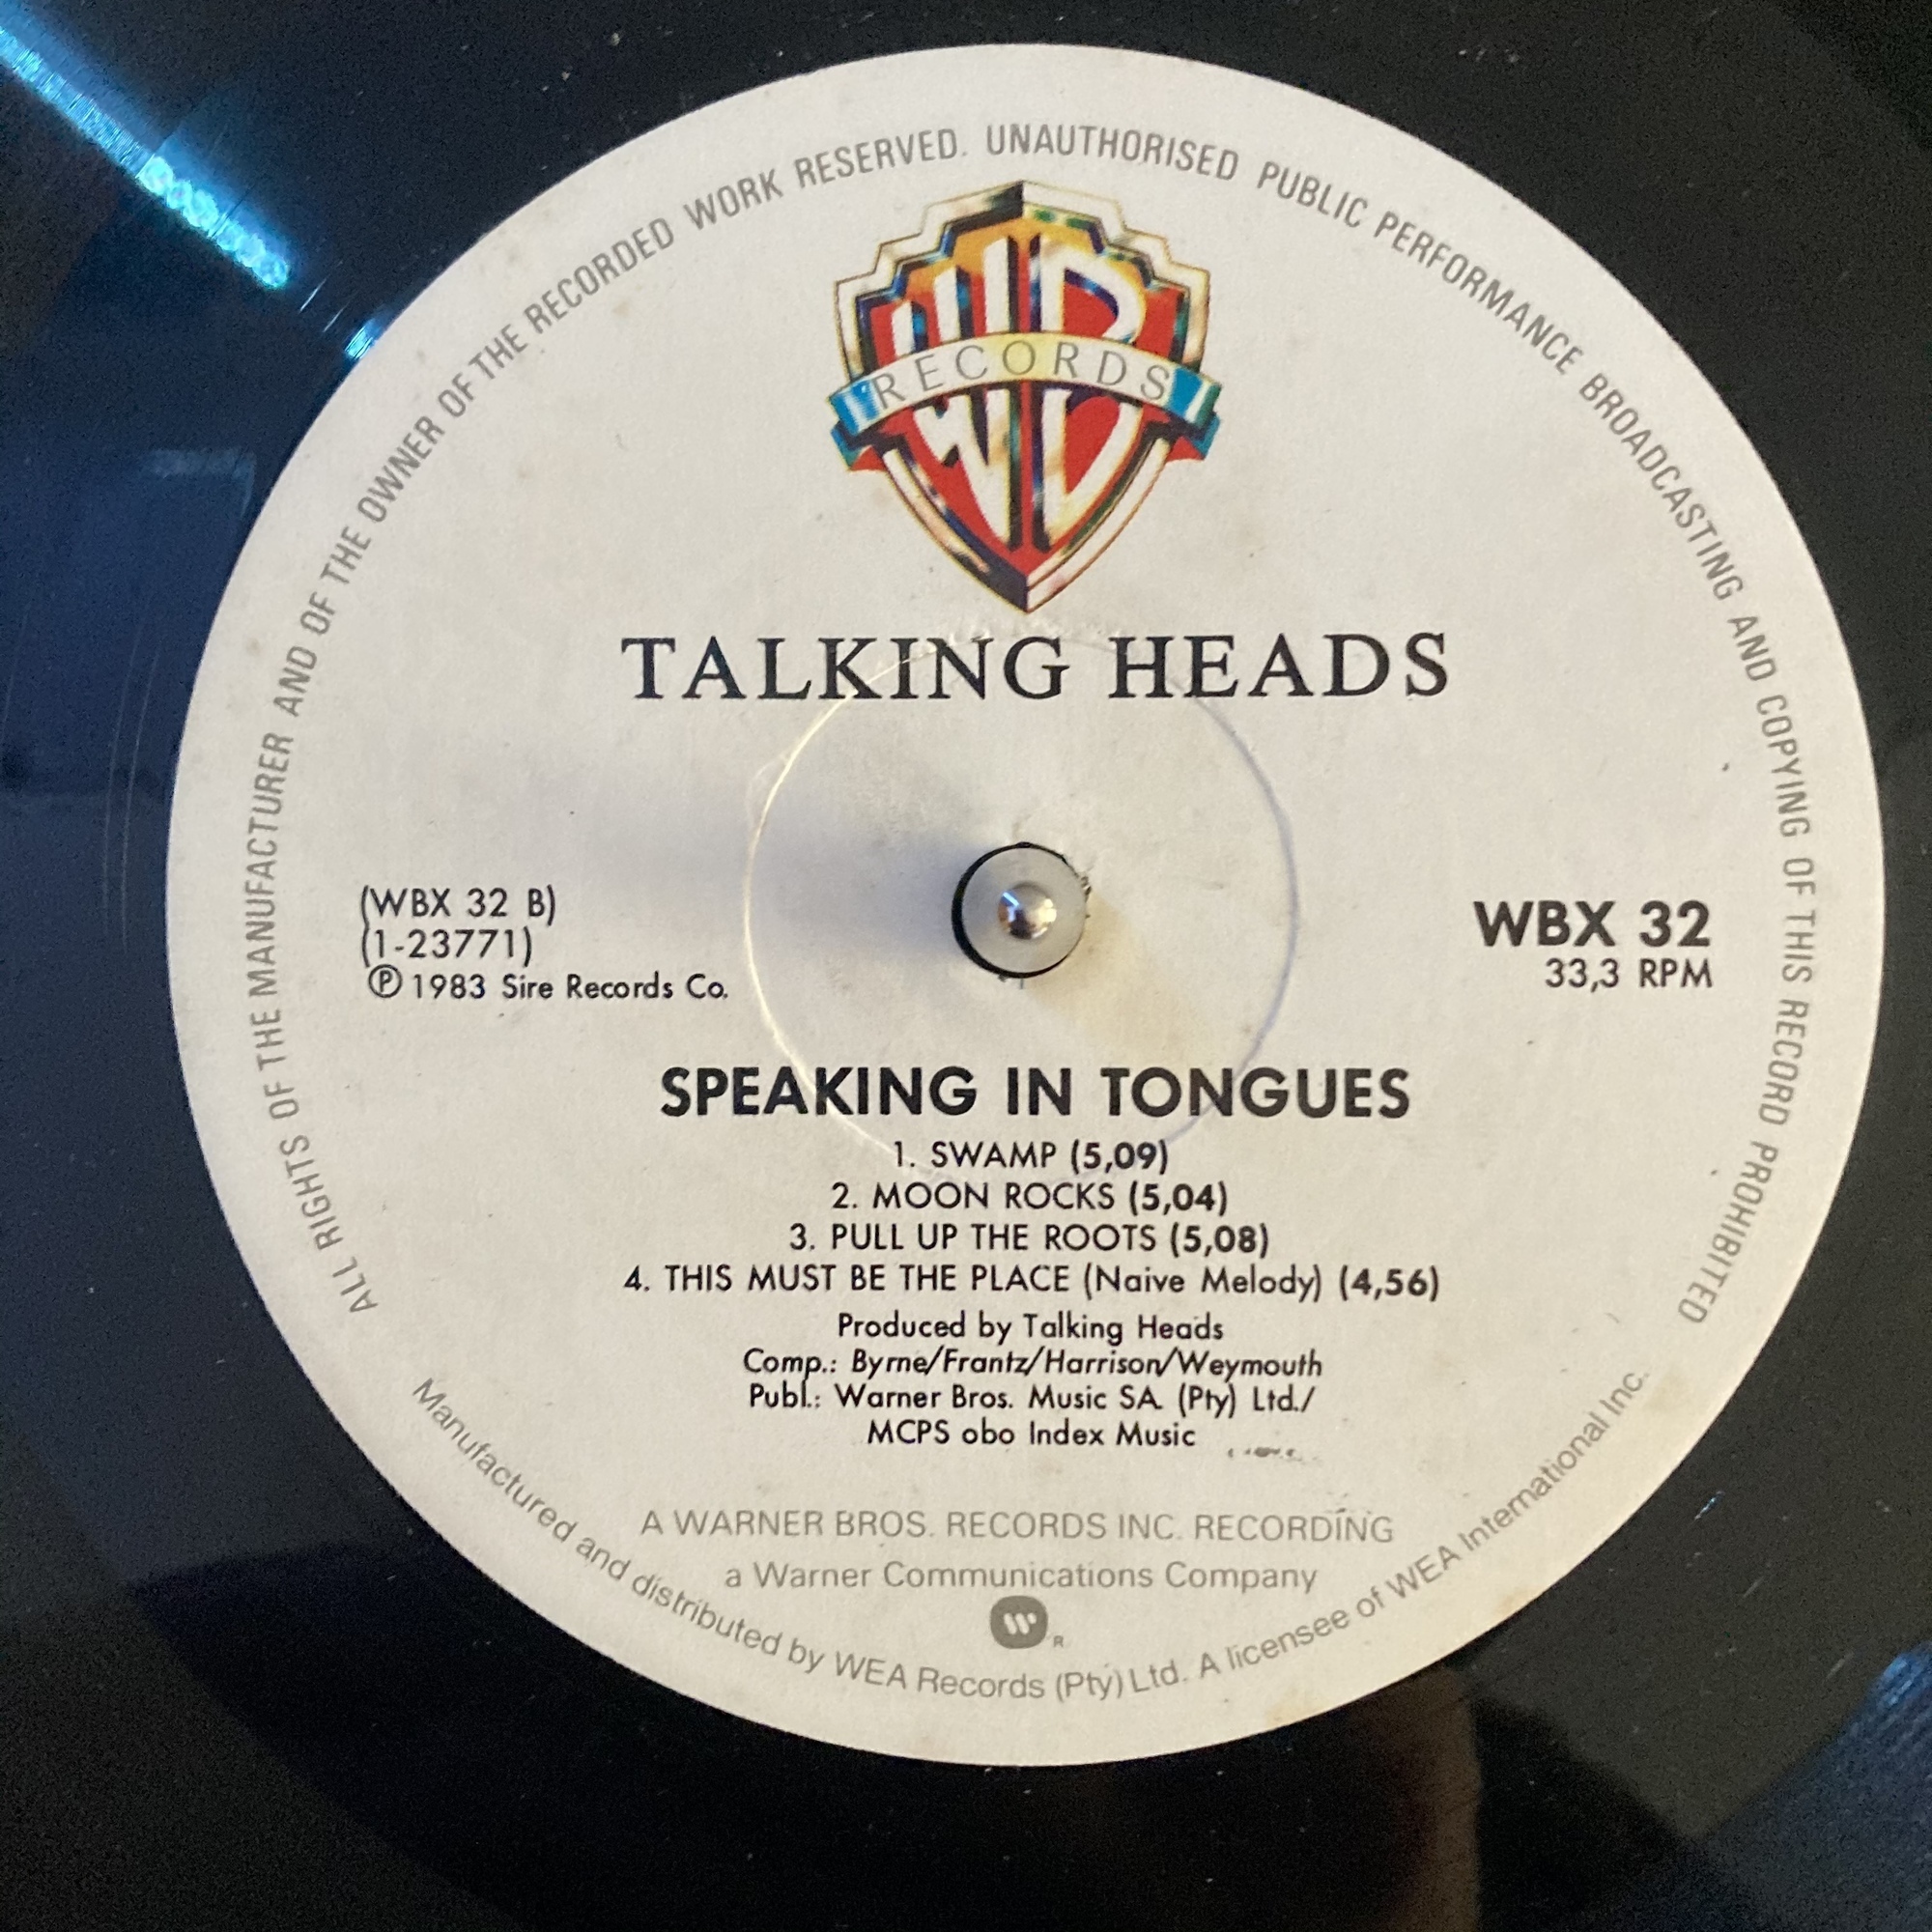 ALL RIGHTS OF THE MANUFACTURER AND OF THE OWNER OF THE RECORDED WORK RESERVED. UNAUTHORISED PUBLIC PERFORMANCE BROADCASTING AND COPYING OF THIS RECORD PROHIBITED
WB
RECORDS
TALKING HEADS
(WBX 32 B)
(1-23771)
Ⓟ 1983 Sire Records Co.
WBX 32
33,3 RPM
SPEAKING IN TONGUES
1. SWAMP (5,09)
2. MOON ROCKS (5,04)
3. PULL UP THE ROOTS (5,08)
4. THIS MUST BE THE PLACE (Naive Melody) (4,56)
Produced by Talking Heads
Comp.: Byrne/Frantz/Harrison/Weymouth
Publ.: Warner Bros. Music SA. (Pty) Ltd./
MCPS obo Index Music
A WARNER BROS. RECORDS INC. RECORDING
a Warner Communications Company
W R
Manufactured and distributed by WEA Records (Pty) Ltd. A licensee of WEA International Inc.